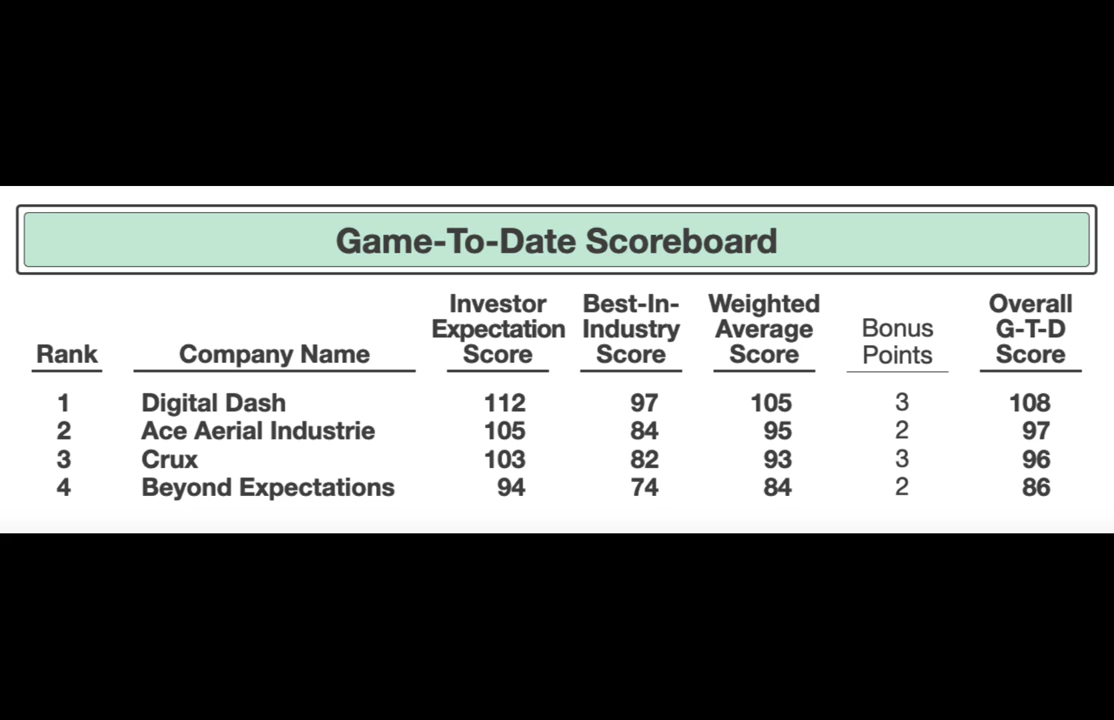 Game-To-Date Scoreboard
Rank Company Name Investor Expectation Score Best-In-Industry Score Weighted Average Score Bonus Points Overall G-T-D Score
1 Digital Dash 112 97 105 3 108
2 Ace Aerial Industrie 105 84 95 2 97
3 Crux 103 82 93 3 96
4 Beyond Expectations 94 74 84 2 86